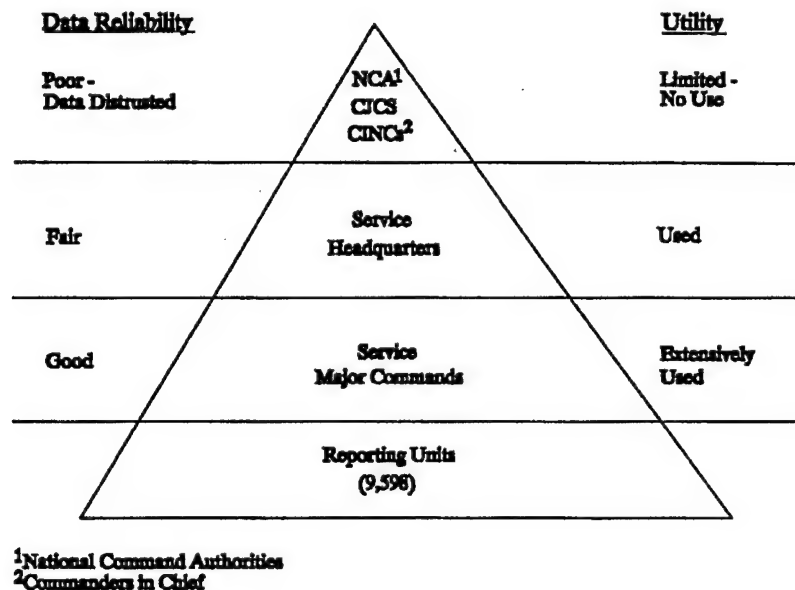 Data Reliability Utility
Poor - NCA¹ Limited -
Data Distrusted CJCS No Use
CINCs²
Fair Service Used
Headquarters
Good Service Extensively
Major Commands Used
Reporting Units
(9,598)
¹National Command Authorities
²Commanders in Chief